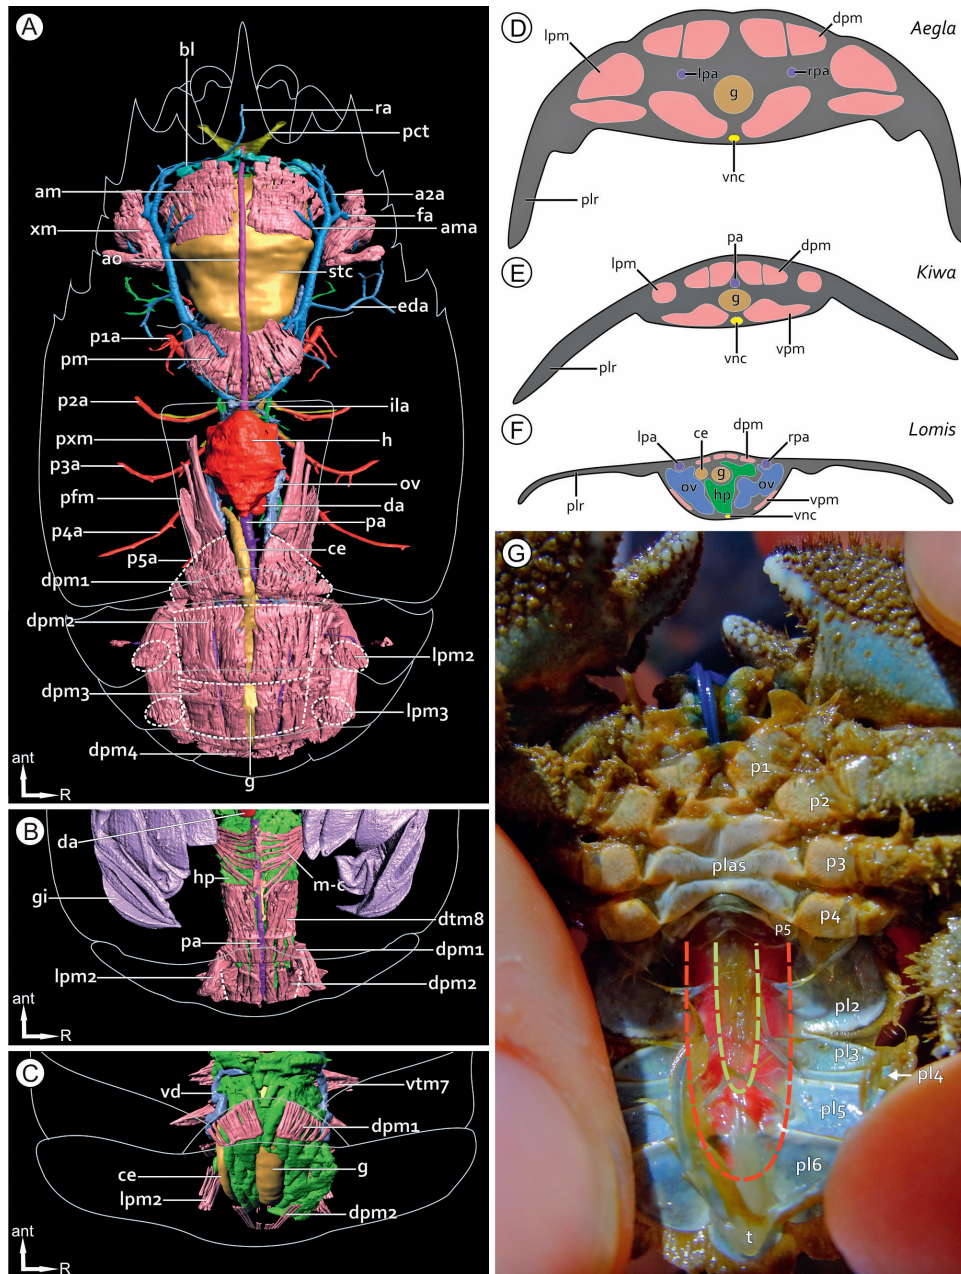 A
bl
ra
pct
am
a2a
xm
fa
ama
ao
stc
eda
p1a
pm
p2a
ila
pxm
h
p3a
ov
pfm
da
p4a
pa
p5a
ce
dpm1
dpm2
lpm2
dpm3
lpm3
dpm4
g
ant
R
B
da
hp
m-c
gi
dtm8
pa
dpm1
lpm2
dpm2
ant
R
C
vd
vtm7
dpm1
ce
g
lpm2
dpm2
ant
R
D
Aegla
lpm
dpm
lpa
rpa
g
vnc
plr
E
Kiwa
pa
lpm
dpm
g
vnc
vpm
plr
F
Lomis
lpa
ce
dpm
rpa
g
ov
hp
ov
plr
vpm
vnc
G
p1
p2
plas
p3
p4
p5
pl2
pl3
pl4
pl5
pl6
t